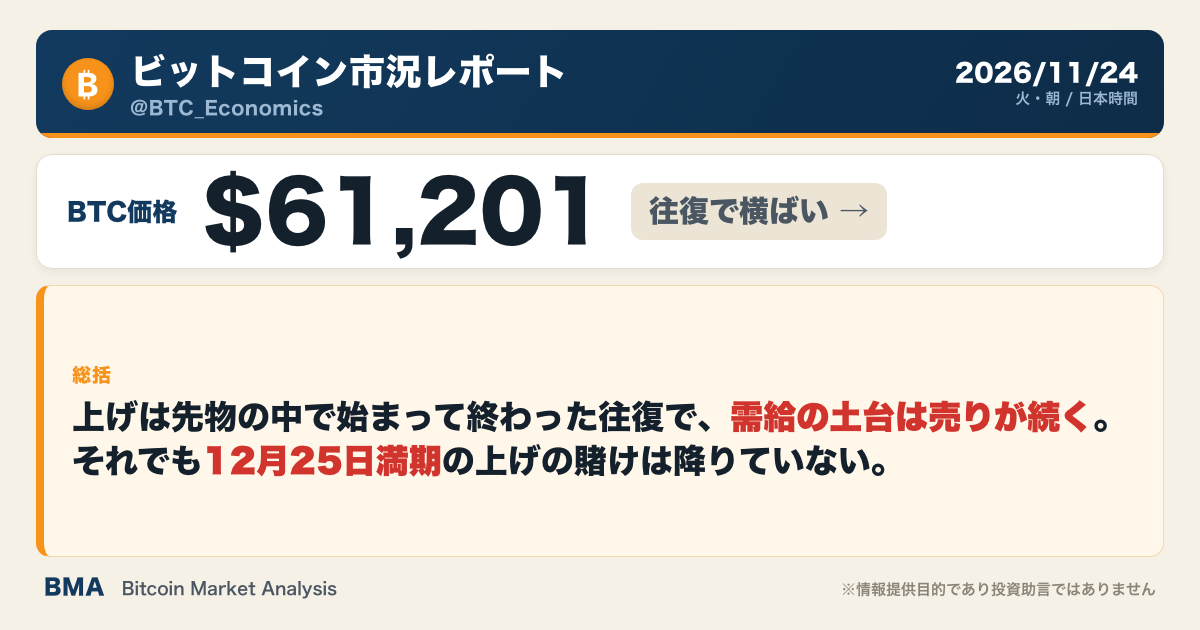 ビットコイン市況レポート
@BTC_Economics
2026/11/24
火・朝 / 日本時間
BTC価格 $61,201 往復で横ばい →
総括
上げは先物の中で始まって終わった往復で、需給の土台は売りが続く。
それでも12月25日満期の上げの賭けは降りていない。
BMA Bitcoin Market Analysis
※情報提供目的であり投資助言ではありません